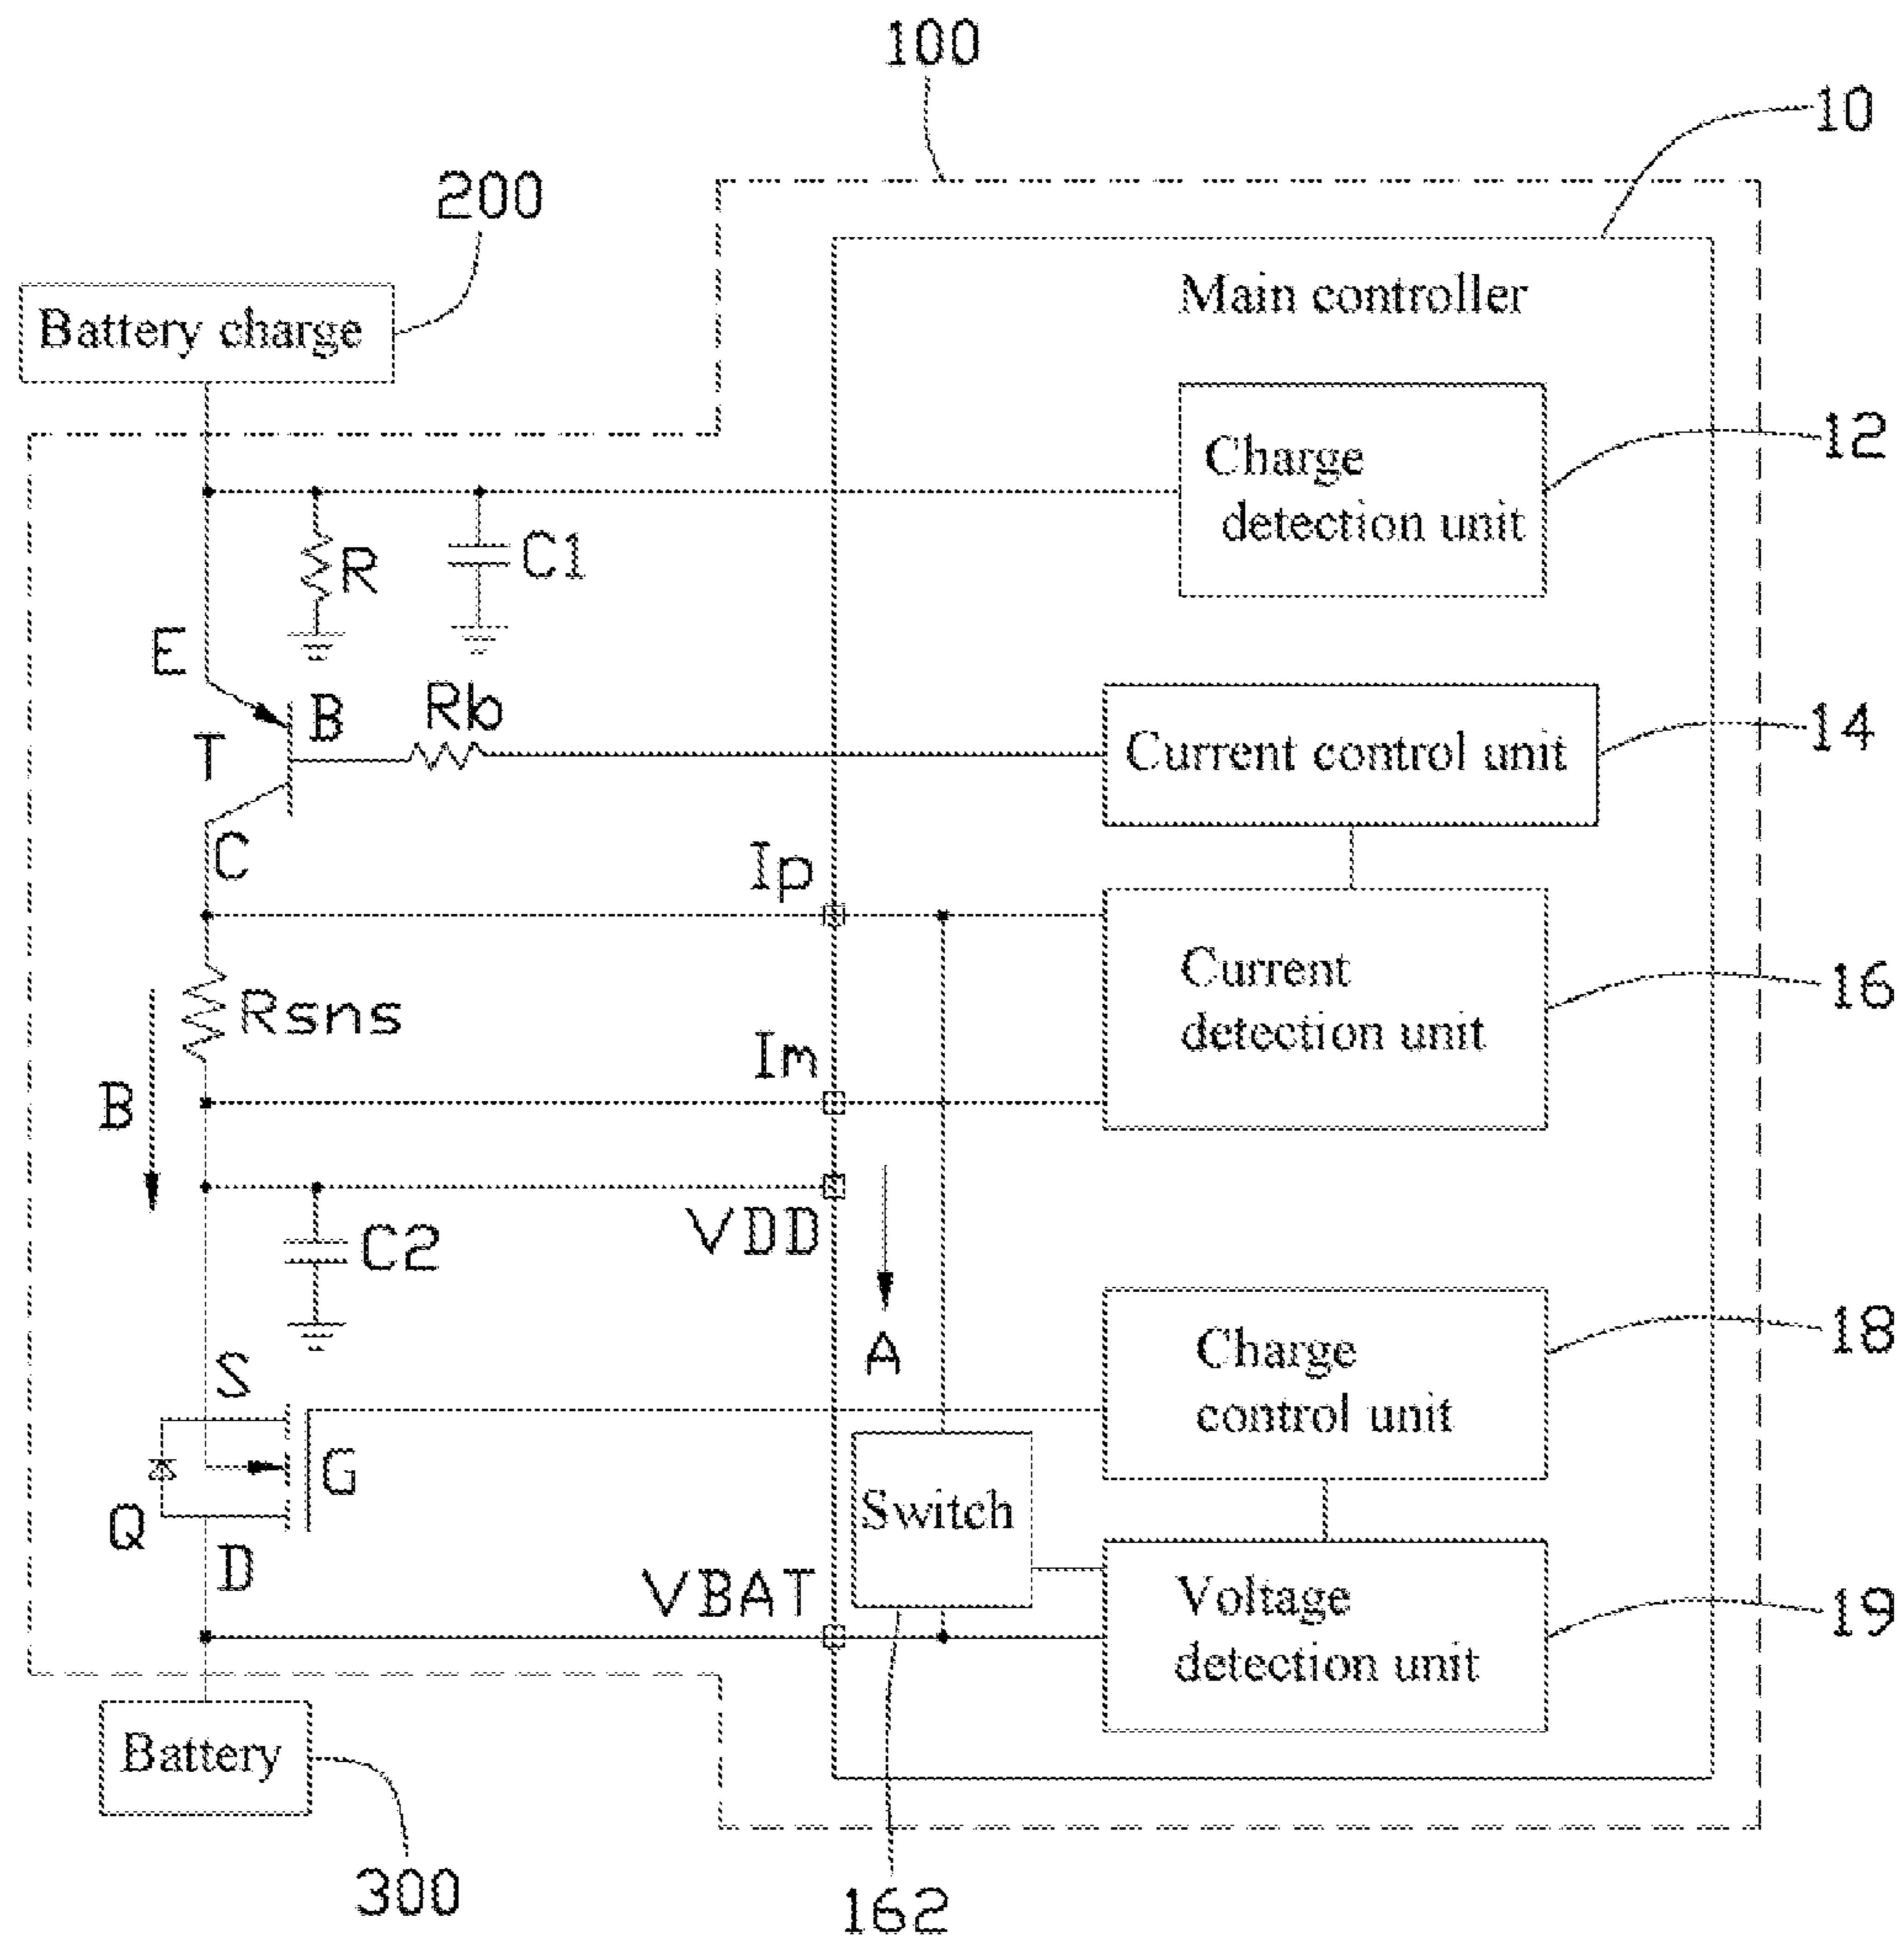 100
10
200
Battery charge
Main controller
Charge
detection unit
12
R
C1
E
B
Rb
T
Current control unit
14
C
Ip
Current
detection unit
16
Rsns
Im
B
VDD
C2
A
Charge
control unit
18
S
G
Switch
Q
D
VBAT
Voltage
detection unit
19
Battery
300
162